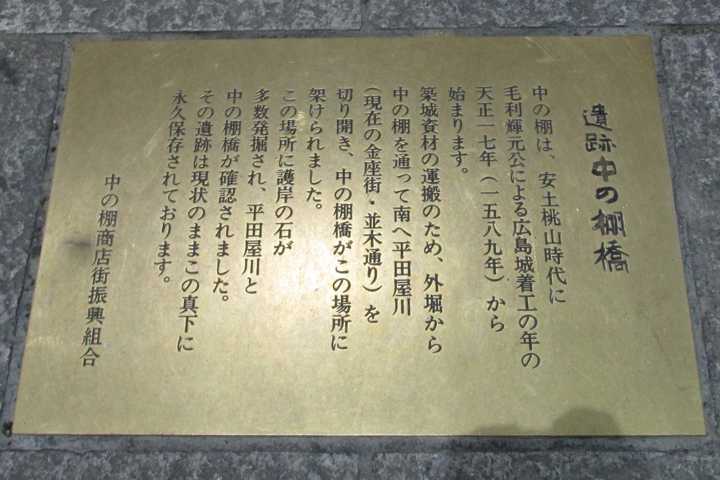 遺跡中の棚橋
中の棚は、安土桃山時代に
毛利輝元公による広島城着工の年の
天正一七年（一五八九年）から
始まります。
築城資材の運搬のため、外堀から
中の棚を通って南へ平田屋川
（現在の金座街・並木通り）を
切り開き、中の棚橋がこの場所に
架けられました。
この場所に護岸の石が
多数発掘され、平田屋川と
中の棚橋が確認されました。
その遺跡は現状のままこの真下に
永久保存されております。
中の棚商店街振興組合